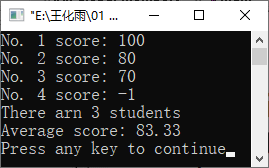 "E:\王化雨\01 ...
No. 1 score: 100
No. 2 score: 80
No. 3 score: 70
No. 4 score: -1
There arn 3 students
Average score: 83.33
Press any key to continue